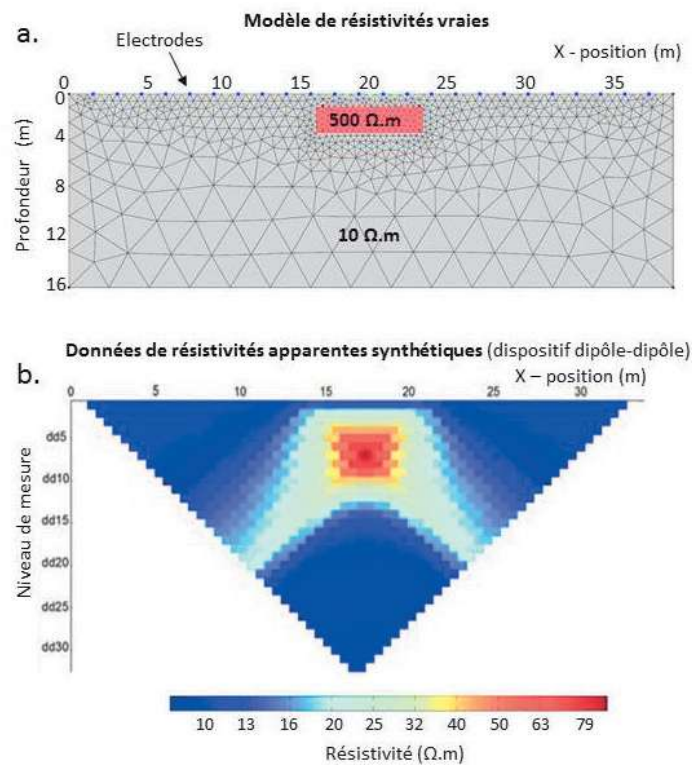 Modèle de résistivités vraies
a.
Electrodes
X - position (m)
0 5 10 15 20 25 30 35
Profondeur (m)
0
4
8
12
16
500 Ω.m
10 Ω.m
Données de résistivités apparentes synthétiques (dispositif dipôle-dipôle)
b.
X – position (m)
0 5 10 15 20 25 30
Niveau de mesure
dd5
dd10
dd15
dd20
dd25
dd30
10 13 16 20 25 32 40 50 63 79
Résistivité (Ω.m)